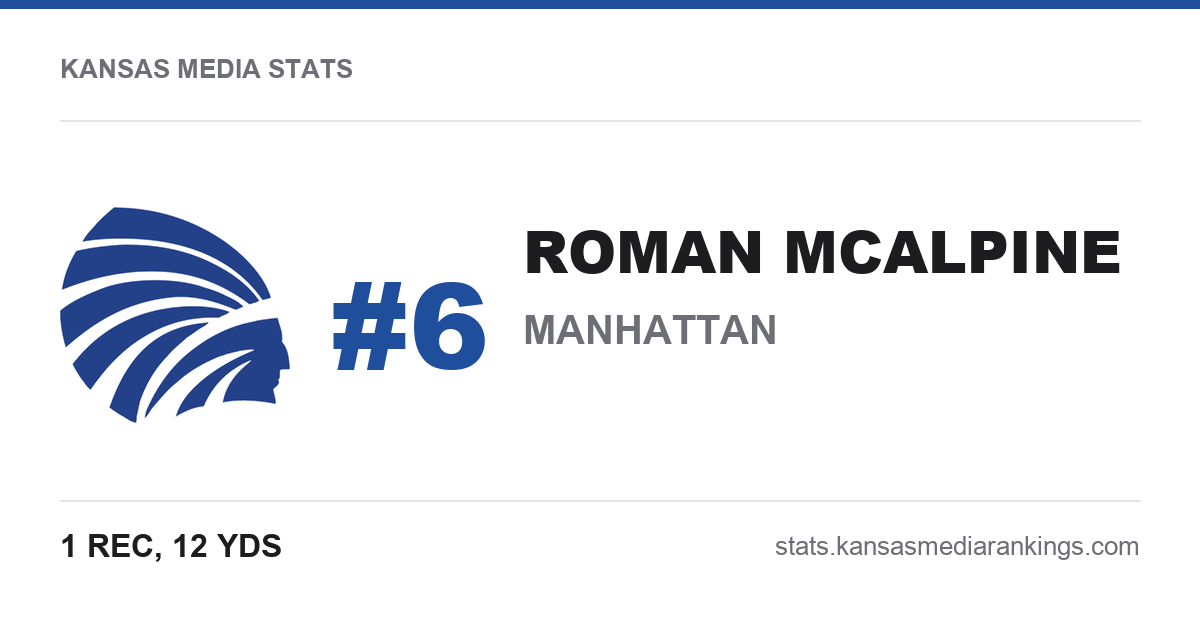 KANSAS MEDIA STATS
#6
ROMAN MCALPINE
MANHATTAN
1 REC, 12 YDS
stats.kansasmediarankings.com